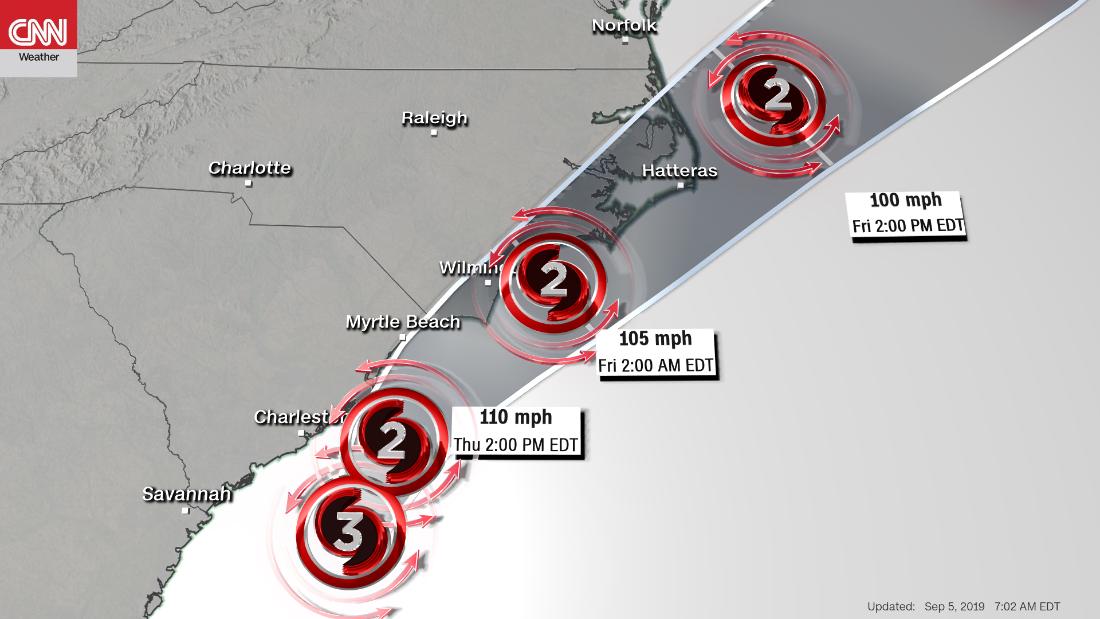 CNN
Weather
Norfolk
2
Raleigh
Charlotte
Hatteras
100 mph
Fri 2:00 PM EDT
2
Myrtle Beach
105 mph
Fri 2:00 AM EDT
2
110 mph
Thu 2:00 PM EDT
Savannah
3
Updated: Sep 5, 2019 7:02 AM EDT